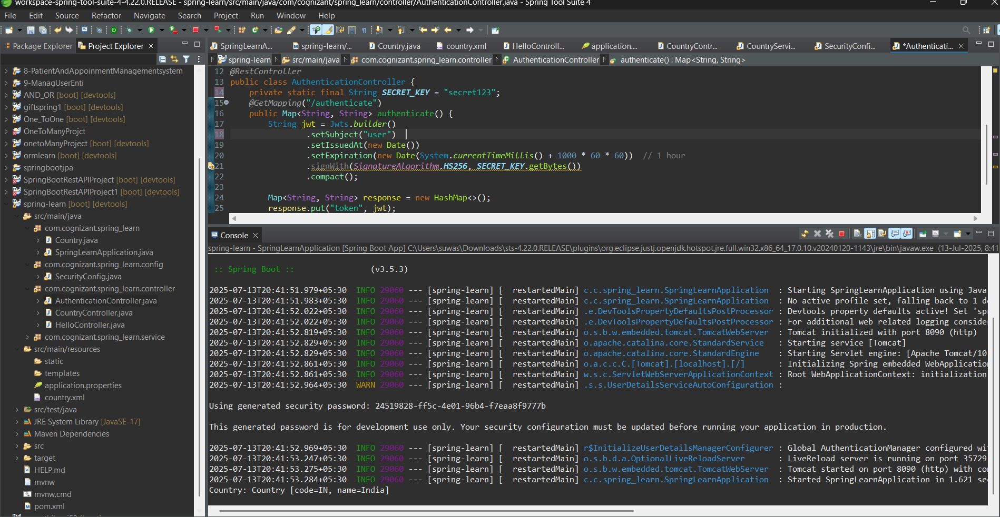 workspace-spring-tool-suite-4-4.22.0.RELEASE - spring-learn/src/main/java/com/cognizant/spring_learn/controller/AuthenticationController.java - Spring Tool Suite 4
File Edit Source Refactor Navigate Search Project Run Window Help
Package Explorer Project Explorer
SpringLearnA... spring-learn/... Country.java country.xml HelloControll... application.... CountryContr... CountryServi... SecurityConfi... *Authenticati...
spring-learn src/main/java com.cognizant.spring_learn.controller AuthenticationController authenticate() : Map<String, String>
8-PatientAndAppoinmentManagementsystem
9-ManagUserEnti
AND_OR [boot] [devtools]
giftspring1 [boot] [devtools]
One_ToOne [boot] [devtools]
OneToManyProjct
onetoManyProject [boot] [devtools]
ormlearn [boot] [devtools]
springbootjpa
SpringBootRestAPIProject [boot] [devtools]
SpringBootRestAPIProject1 [boot] [devtools]
spring-learn [boot] [devtools]
src/main/java
com.cognizant.spring_learn
Country.java
SpringLearnApplication.java
com.cognizant.spring_learn.config
SecurityConfig.java
com.cognizant.spring_learn.controller
AuthenticationController.java
CountryController.java
HelloController.java
com.cognizant.spring_learn.service
src/main/resources
static
templates
application.properties
country.xml
src/test/java
JRE System Library [JavaSE-17]
Maven Dependencies
src
target
HELP.md
mvnw
mvnw.cmd
pom.xml
12 @RestController
13 public class AuthenticationController {
14 private static final String SECRET_KEY = "secret123";
15 @GetMapping("/authenticate")
16 public Map<String, String> authenticate() {
17 String jwt = Jwts.builder()
18 .setSubject("user")
19 .setIssuedAt(new Date())
20 .setExpiration(new Date(System.currentTimeMillis() + 1000 * 60 * 60)) // 1 hour
21 .signWith(SignatureAlgorithm.HS256, SECRET_KEY.getBytes())
22 .compact();
23
24 Map<String, String> response = new HashMap<>();
25 response.put("token", jwt);
Console
spring-learn - SpringLearnApplication [Spring Boot App] C:\Users\suwas\Downloads\sts-4.22.0.RELEASE\plugins\org.eclipse.justj.openjdk.hotspot.jre.full.win32.x86_64_17.0.10.v20240120-1143\jre\bin\javaw.exe (13-Jul-2025, 8:41
:: Spring Boot :: (v3.5.3)
2025-07-13T20:41:51.979+05:30 INFO 29060 --- [spring-learn] [ restartedMain] c.c.spring_learn.SpringLearnApplication : Starting SpringLearnApplication using Java
2025-07-13T20:41:51.983+05:30 INFO 29060 --- [spring-learn] [ restartedMain] c.c.spring_learn.SpringLearnApplication : No active profile set, falling back to 1 d
2025-07-13T20:41:52.022+05:30 INFO 29060 --- [spring-learn] [ restartedMain] .e.DevToolsPropertyDefaultsPostProcessor : Devtools property defaults active! Set 'sp
2025-07-13T20:41:52.022+05:30 INFO 29060 --- [spring-learn] [ restartedMain] .e.DevToolsPropertyDefaultsPostProcessor : For additional web related logging conside
2025-07-13T20:41:52.819+05:30 INFO 29060 --- [spring-learn] [ restartedMain] o.s.b.w.embedded.tomcat.TomcatWebServer : Tomcat initialized with port 8090 (http)
2025-07-13T20:41:52.829+05:30 INFO 29060 --- [spring-learn] [ restartedMain] o.apache.catalina.core.StandardService : Starting service [Tomcat]
2025-07-13T20:41:52.829+05:30 INFO 29060 --- [spring-learn] [ restartedMain] o.apache.catalina.core.StandardEngine : Starting Servlet engine: [Apache Tomcat/10
2025-07-13T20:41:52.861+05:30 INFO 29060 --- [spring-learn] [ restartedMain] o.a.c.c.C.[Tomcat].[localhost].[/] : Initializing Spring embedded WebApplication
2025-07-13T20:41:52.861+05:30 INFO 29060 --- [spring-learn] [ restartedMain] w.s.c.ServletWebServerApplicationContext : Root WebApplicationContext: initialization
2025-07-13T20:41:52.964+05:30 WARN 29060 --- [spring-learn] [ restartedMain] .s.s.UserDetailsServiceAutoConfiguration :
Using generated security password: 24519828-ff5c-4e01-96b4-f7eaa8f9777b
This generated password is for development use only. Your security configuration must be updated before running your application in production.
2025-07-13T20:41:52.969+05:30 INFO 29060 --- [spring-learn] [ restartedMain] r$InitializeUserDetailsManagerConfigurer : Global AuthenticationManager configured wi
2025-07-13T20:41:53.247+05:30 INFO 29060 --- [spring-learn] [ restartedMain] o.s.b.d.a.OptionalLiveReloadServer : LiveReload server is running on port 35729
2025-07-13T20:41:53.275+05:30 INFO 29060 --- [spring-learn] [ restartedMain] o.s.b.w.embedded.tomcat.TomcatWebServer : Tomcat started on port 8090 (http) with co
2025-07-13T20:41:53.284+05:30 INFO 29060 --- [spring-learn] [ restartedMain] c.c.spring_learn.SpringLearnApplication : Started SpringLearnApplication in 1.621 se
Country: Country [code=IN, name=India]